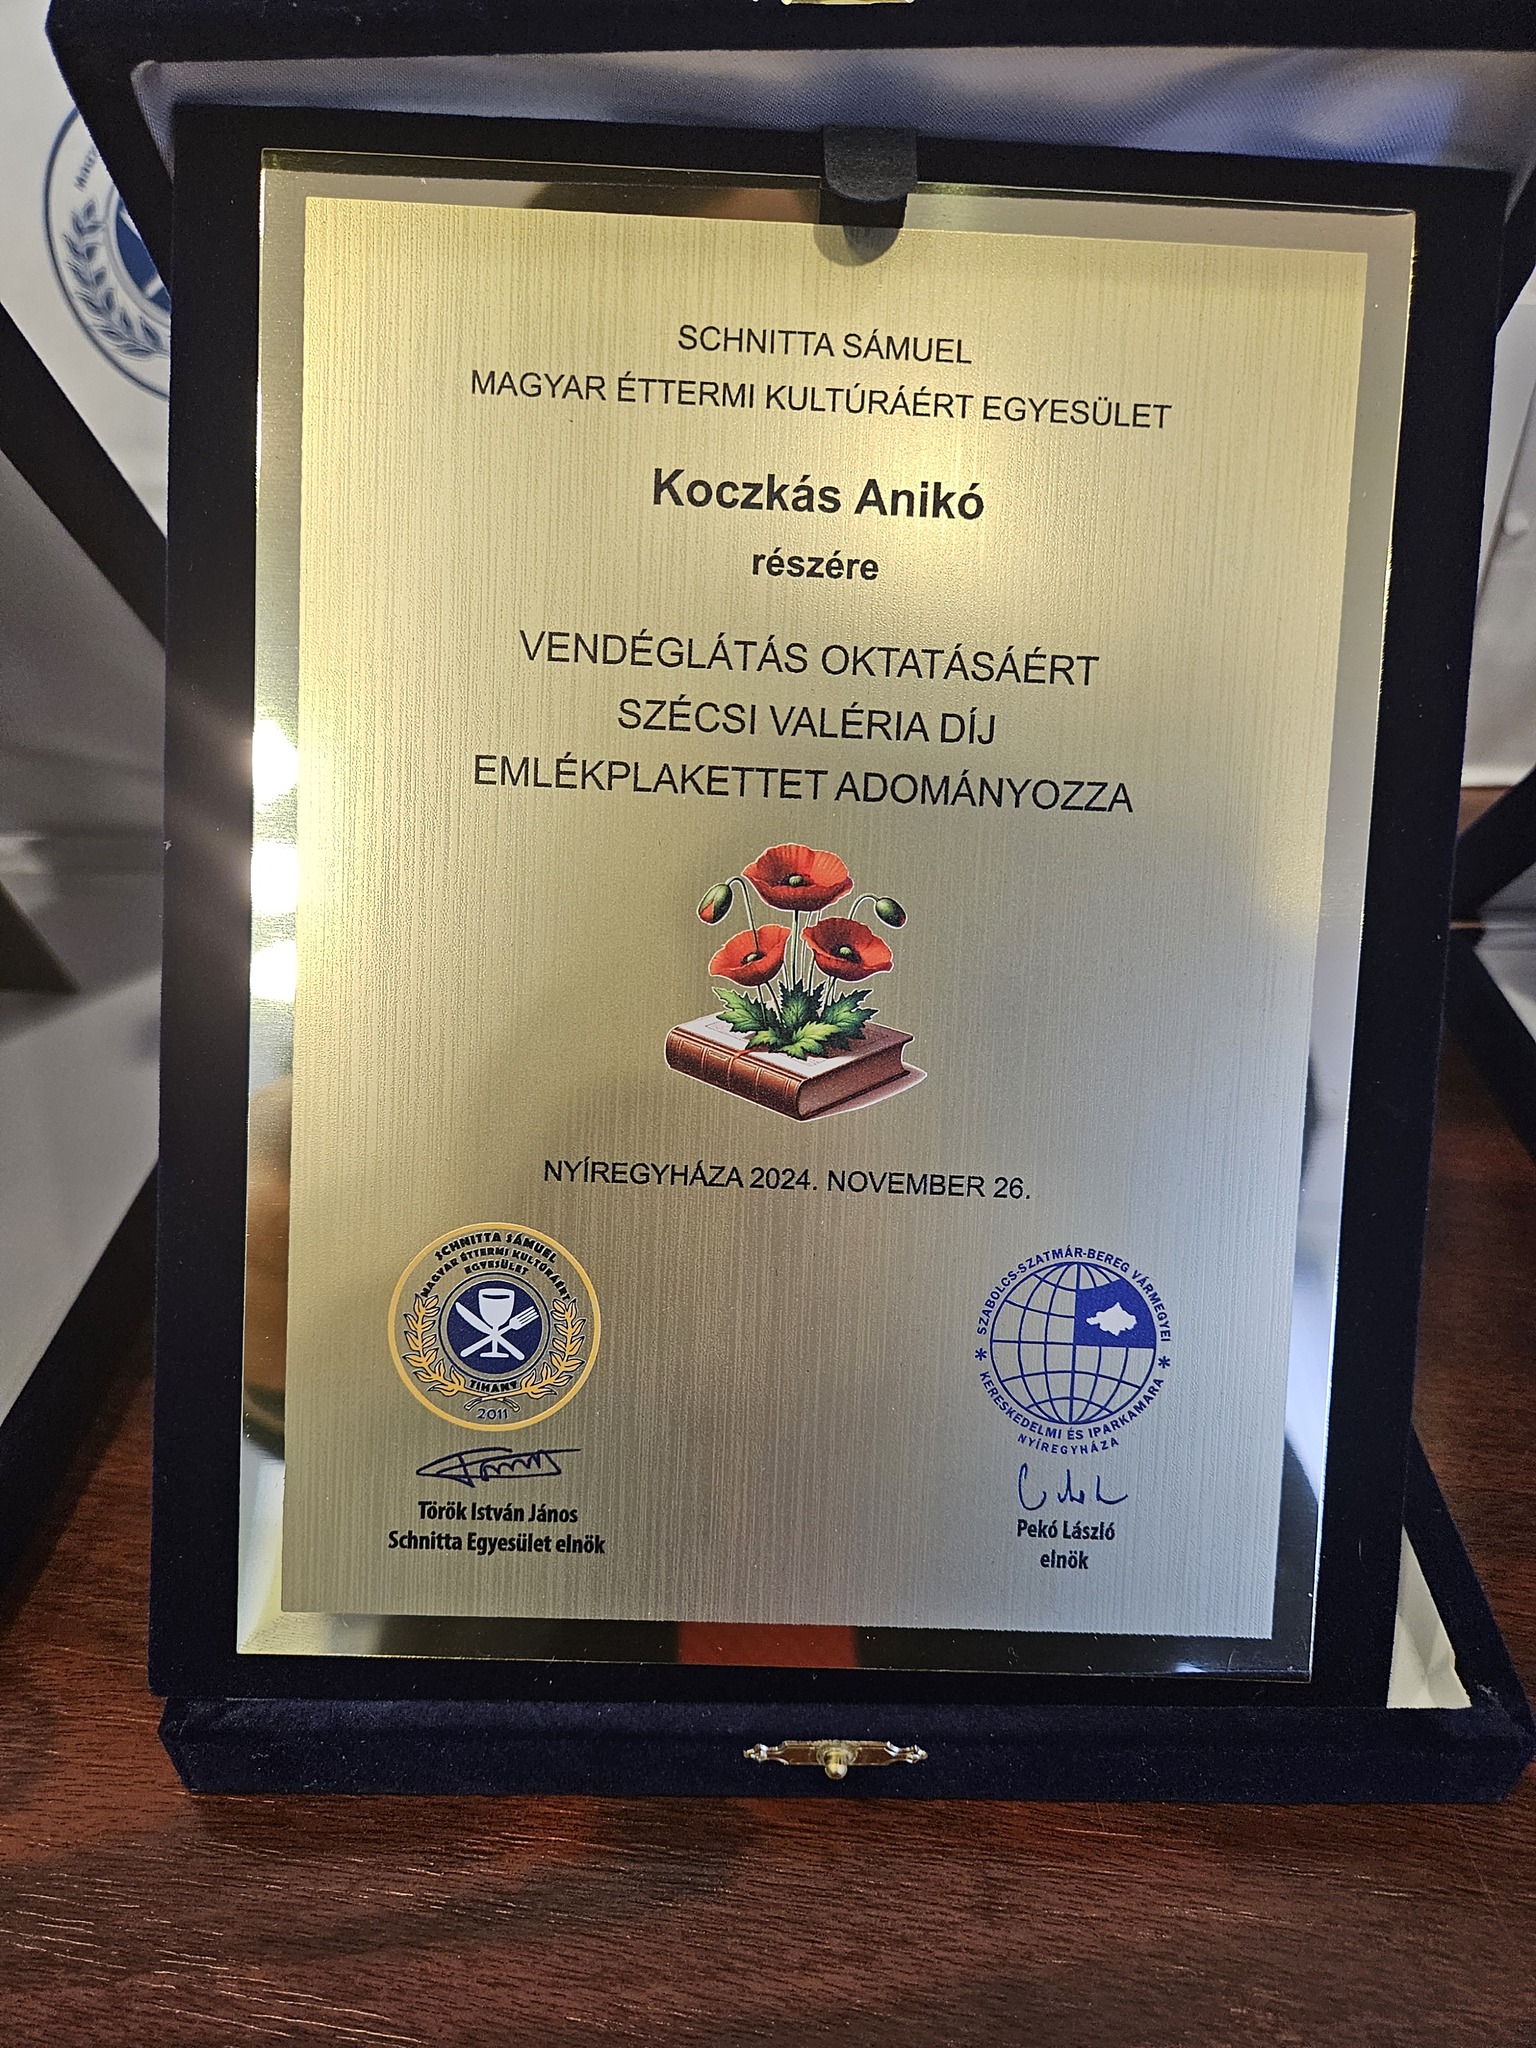 SCHNITTA SÁMUEL
MAGYAR ÉTTERMI KULTÚRÁÉRT EGYESÜLET
Koczkás Anikó
részére
VENDÉGLÁTÁS OKTATÁSÁÉRT
SZÉCSI VALÉRIA DÍJ
EMLÉKPLAKETTET ADOMÁNYOZZA
NYÍREGYHÁZA 2024. NOVEMBER 26.
SCHNITTA SÁMUEL
MAGYAR ÉTTERMI KULTÚRÁÉRT
EGYESÜLET
TIHANY
2011
SZABOLCS-SZATMÁR-BEREG VÁRMEGYEI
* KERESKEDELMI ÉS IPARKAMARA *
NYÍREGYHÁZA
Török István János
Schnitta Egyesület elnök
Pekó László
elnök